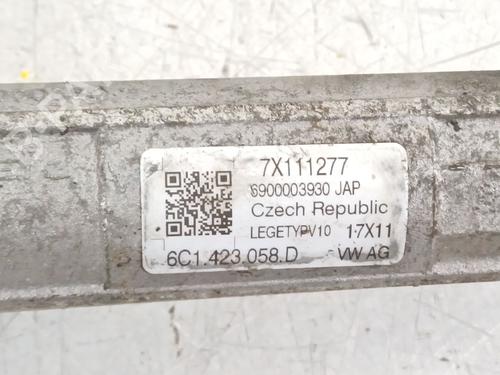 7X111277
6900003930 JAP
Czech Republic
LEGETYPV10 1·7X11
6C1.423.058.D VW AG